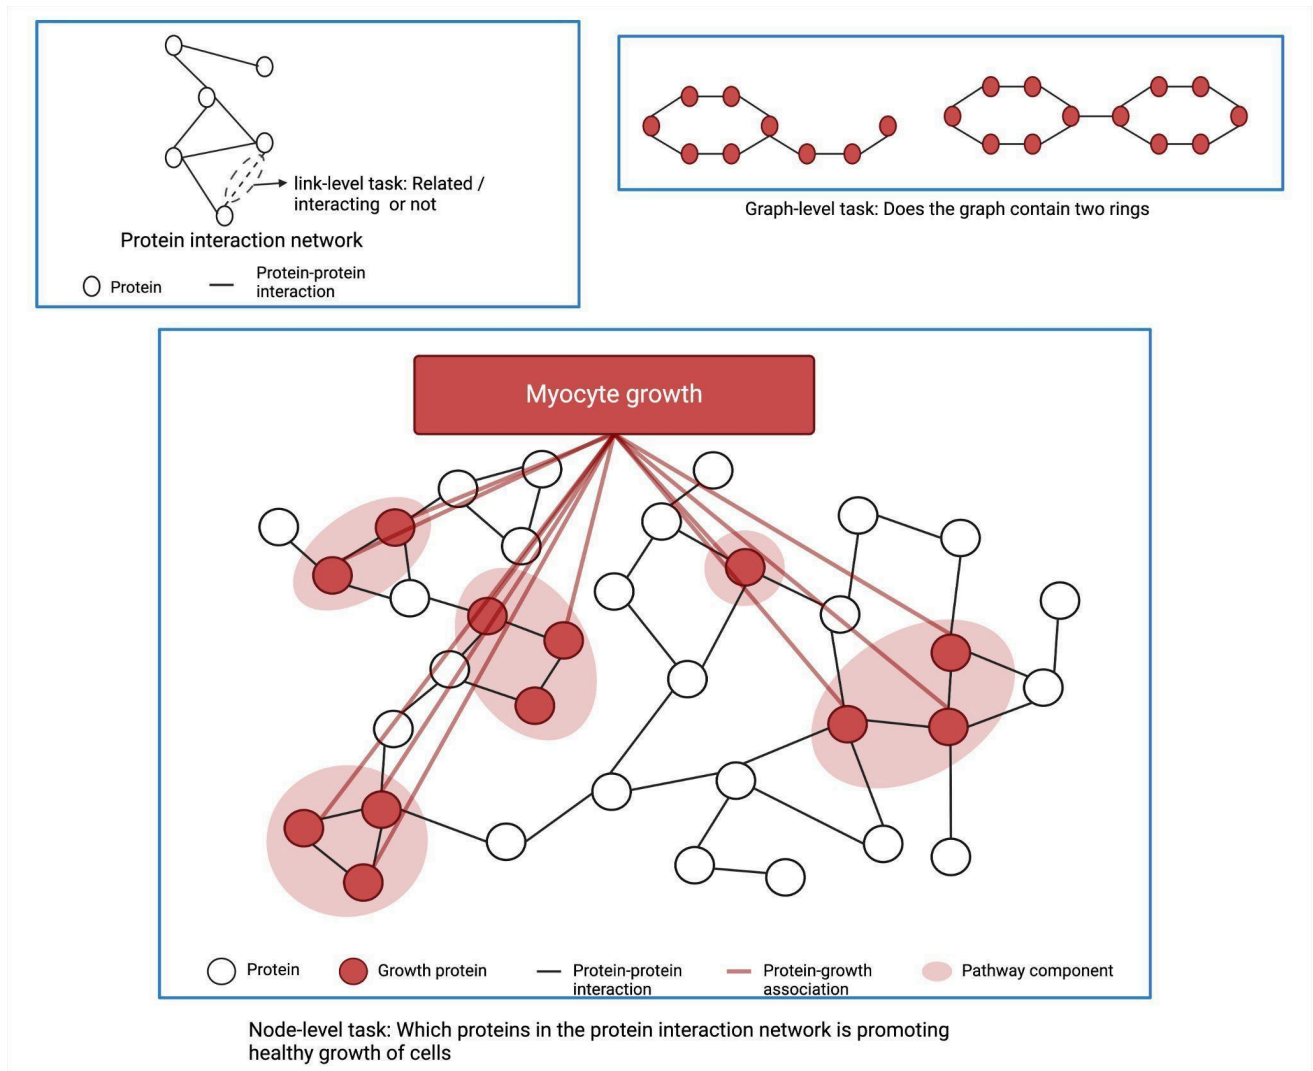 link-level task: Related /
interacting  or not
Protein interaction network
Protein
Protein-protein
interaction
Graph-level task: Does the graph contain two rings
Myocyte growth
Protein
Growth protein
Protein-protein
interaction
Protein-growth
association
Pathway component
Node-level task: Which proteins in the protein interaction network is promoting
healthy growth of cells